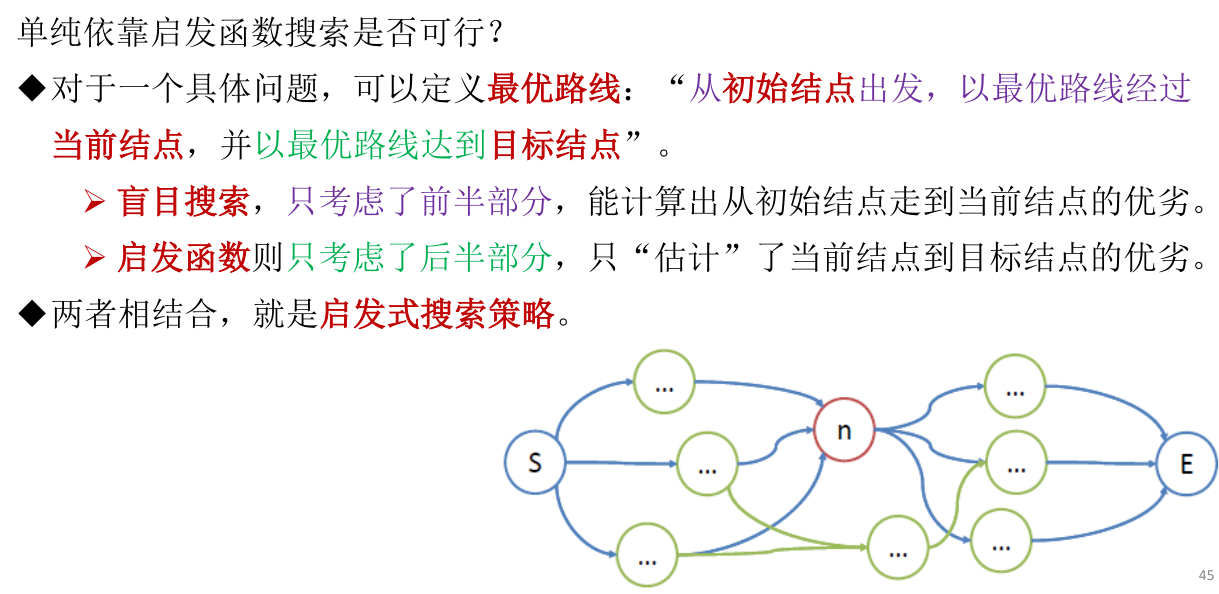 单纯依靠启发函数搜索是否可行？
◆对于一个具体问题，可以定义最优路线：“从初始结点出发，以最优路线经过
当前结点，并以最优路线达到目标结点”。
➢ 盲目搜索，只考虑了前半部分，能计算出从初始结点走到当前结点的优劣。
➢ 启发函数则只考虑了后半部分，只“估计”了当前结点到目标结点的优劣。
◆两者相结合，就是启发式搜索策略。
...
...
n
S
...
...
E
...
...
...
45